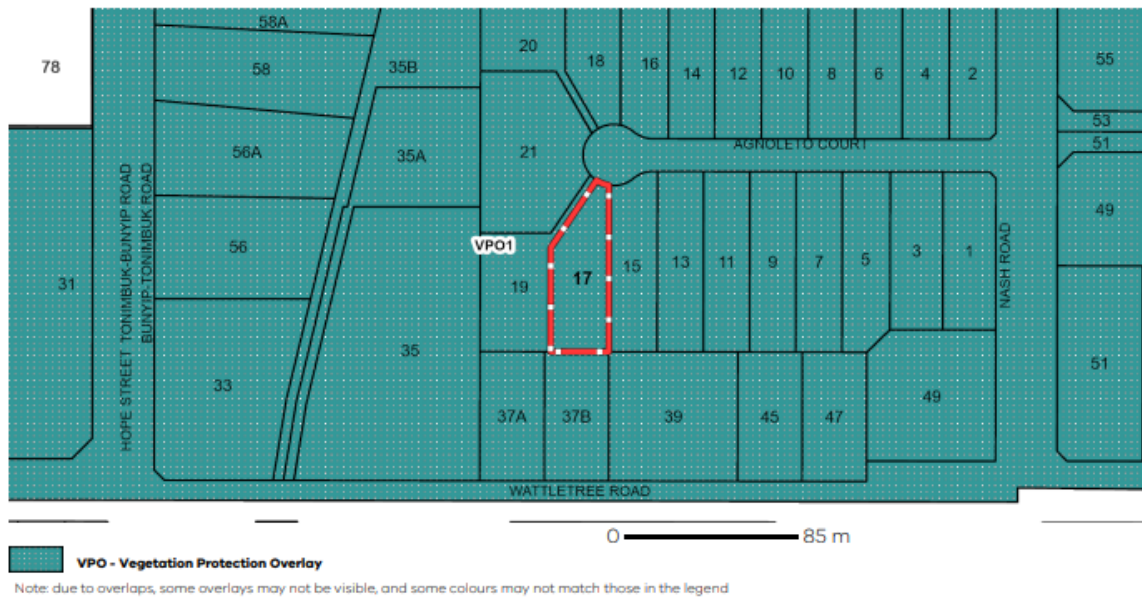 58A
20
18
16
14
12
10
8
6
4
2
55
78
58
35B
53
51
AGNOLETO COURT
56A
35A
21
49
HOPE STREET TONIMBUK-BUNYIP ROAD
BUNYIP-TONIMBUK ROAD
56
VPO1
19
17
15
13
11
9
7
5
3
1
NASH ROAD
31
35
33
51
37A
37B
39
45
47
49
WATTLETREE ROAD
0 85 m
VPO - Vegetation Protection Overlay
Note: due to overlaps, some overlays may not be visible, and some colours may not match those in the legend